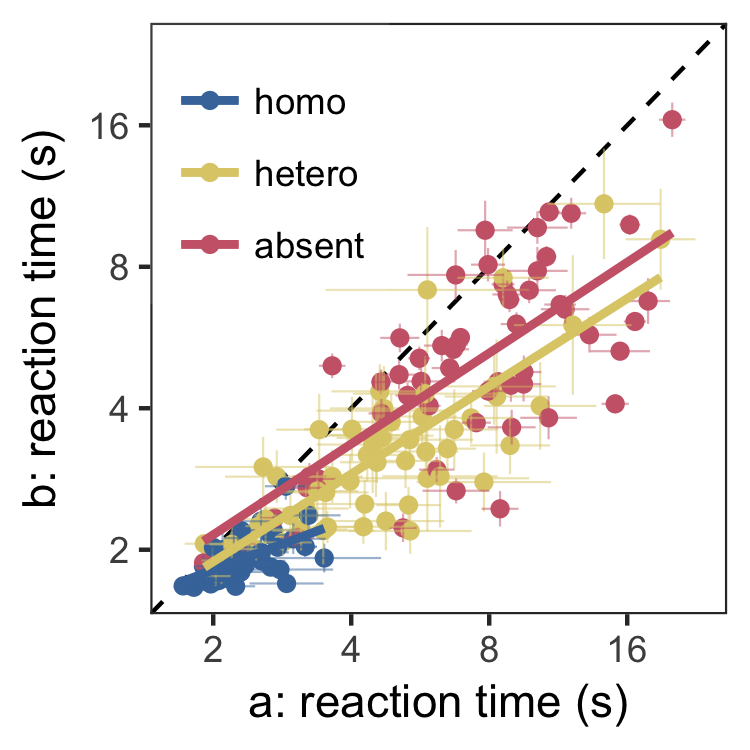 homo
hetero
absent
16
8
4
2
2 4 8 16
b: reaction time (s)
a: reaction time (s)